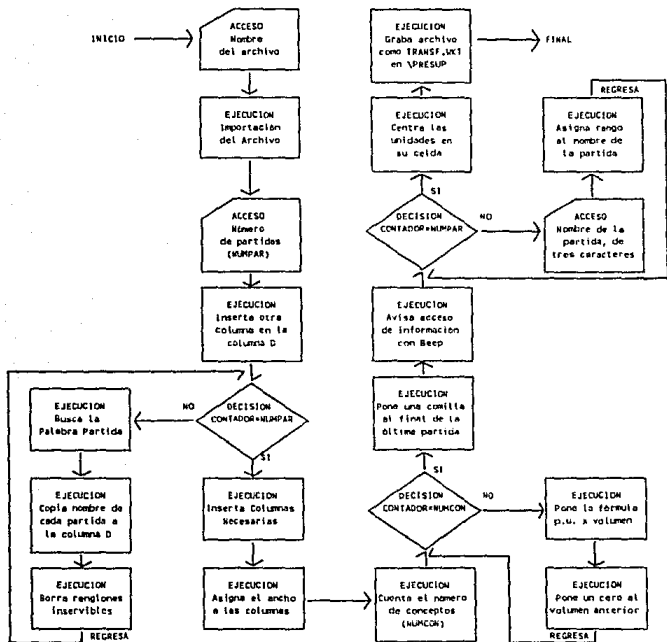 INICIO
ACCESO
Nombre
del archivo
EJECUCION
Importación
del Archivo
ACCESO
Número
de partidas
(NUMPAR)
EJECUCION
Inserta otra
columna en la
columna D
DECISION
CONTADOR=NUMPAR
NO
EJECUCION
Busca la
Palabra Partida
EJECUCION
Copia nombre de
cada partida a
la columna D
EJECUCION
Borra renglones
inservibles
REGRESA
SI
EJECUCION
Inserta Columnas
Necesarias
EJECUCION
Asigna el ancho
a las columnas
EJECUCION
Cuenta el número
de conceptos
(NUMCON)
DECISION
CONTADOR=NUMCON
NO
EJECUCION
Pone la fórmula
p.u. x volumen
EJECUCION
Pone un cero al
volumen anterior
REGRESA
SI
EJECUCION
Pone una comilla
al final de la
última partida
EJECUCION
Avisa acceso
de información
con Beep
DECISION
CONTADOR=NUMPAR
NO
ACCESO
Nombre de la
partida, de
tres caracteres
EJECUCION
Asigna rango
al nombre de
la partida
REGRESA
SI
EJECUCION
Centra las
unidades en
su celda
EJECUCION
Graba archivo
como TRANSF.WK1
en \PRESUP
FINAL